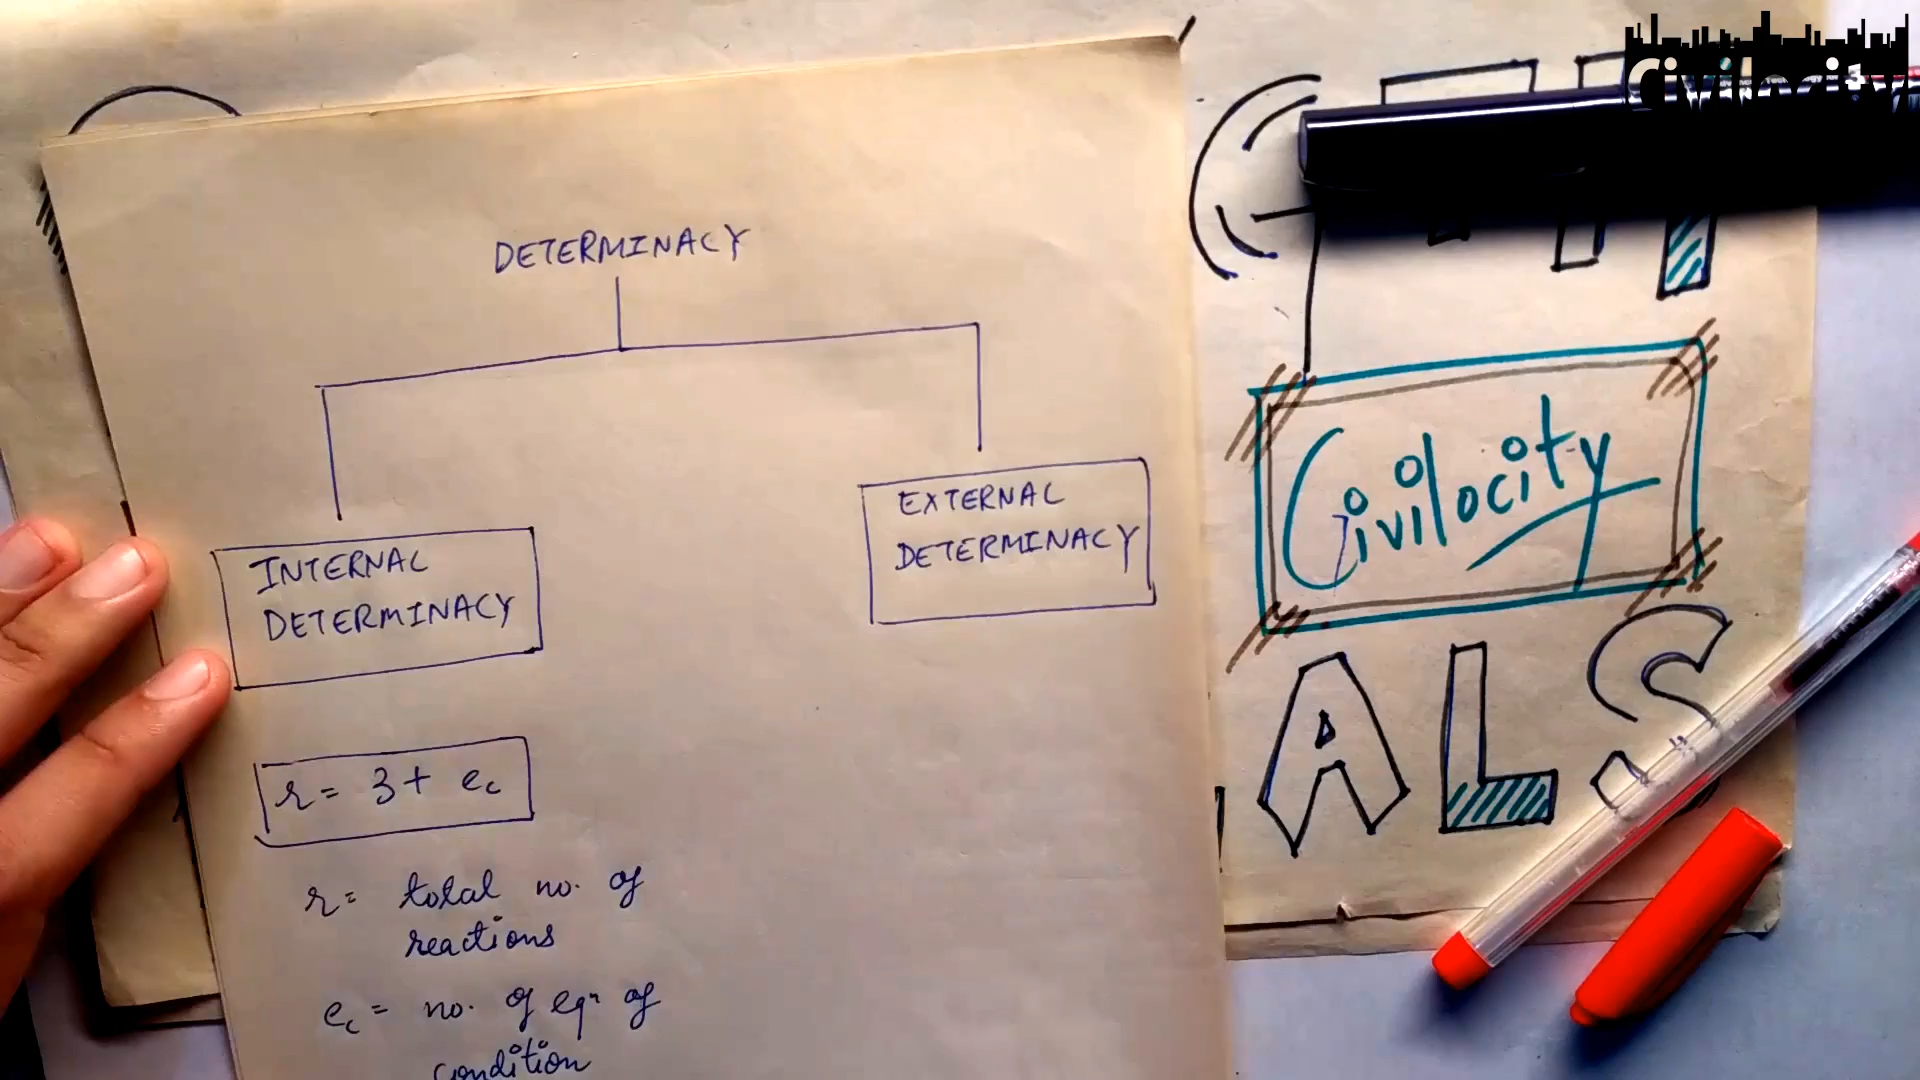 Civilocity
DETERMINACY
INTERNAL
DETERMINACY
EXTERNAL
DETERMINACY
r = 3 + ec
r = total no. of
reactions
ec = no. of eqn of
condition
Civilocity
ALS